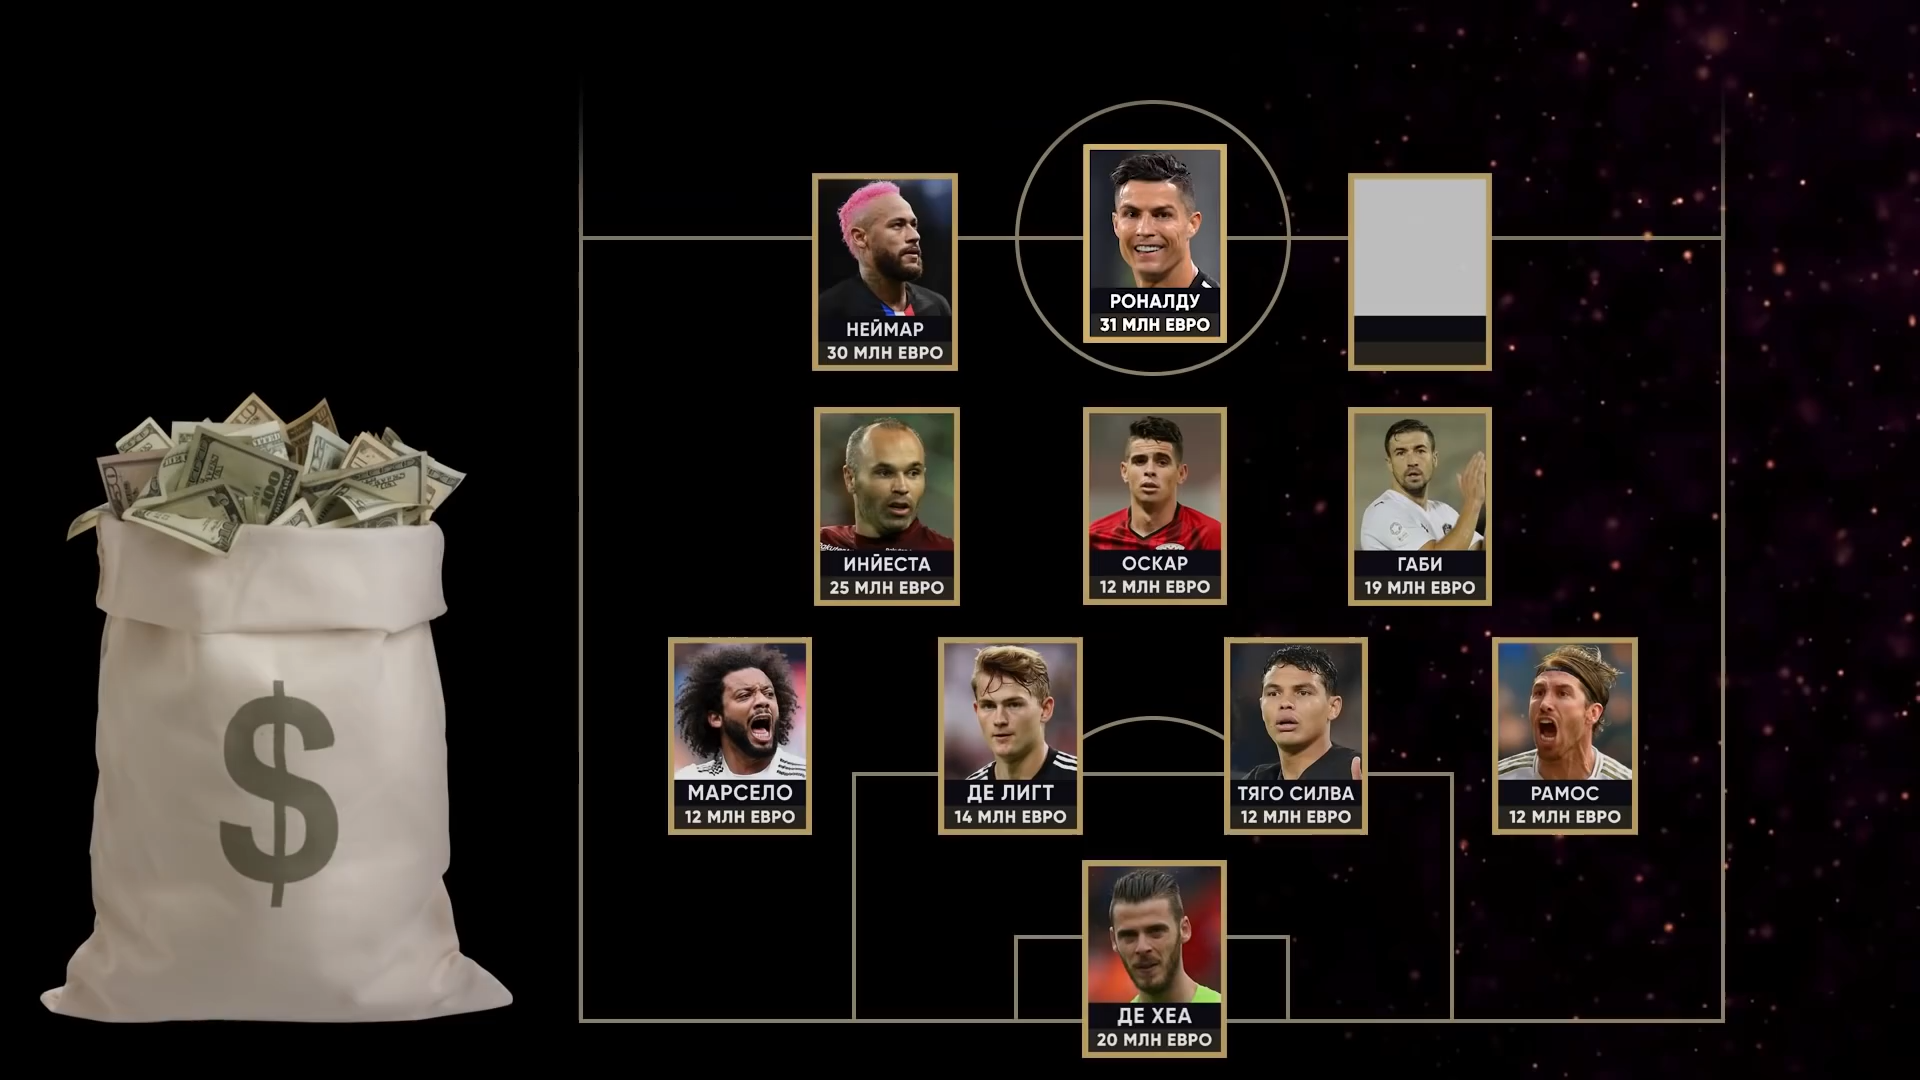 РОНАЛДУ
31 МЛН ЕВРО
НЕЙМАР
30 МЛН ЕВРО
ИНЙЕСТА
25 МЛН ЕВРО
ОСКАР
12 МЛН ЕВРО
ГАБИ
19 МЛН ЕВРО
МАРСЕЛО
12 МЛН ЕВРО
ДЕ ЛИГТ
14 МЛН ЕВРО
ТЯГО СИЛВА
12 МЛН ЕВРО
РАМОС
12 МЛН ЕВРО
$
ДЕ ХЕА
20 МЛН ЕВРО